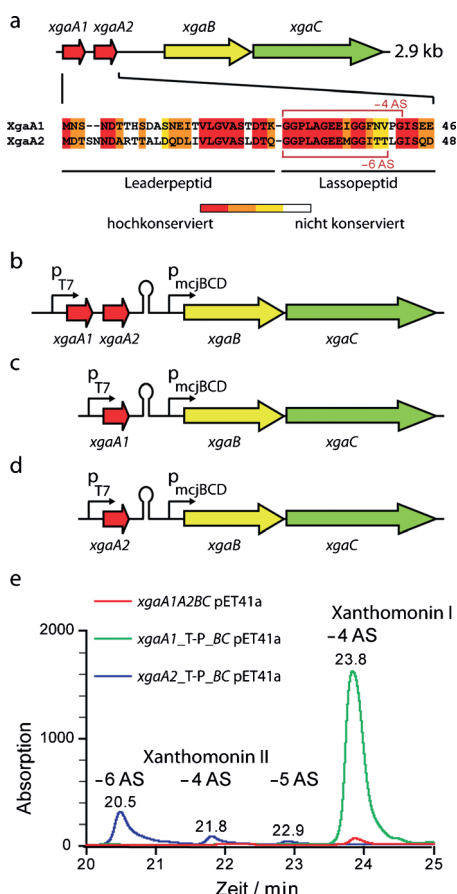 a
xgaA1 xgaA2 xgaB xgaC
2.9 kb
–4 AS
XgaA1 MNS--NDTTHSDASNEITVLGVASTDTK-GGPLAGEEIGGFNVPGISEE 46
XgaA2 MDTSNNDARTTALDQDLIVLGVASLDTQ-GGPLAGEEMGGITTLGISQD 48
–6 AS
Leaderpeptid Lassopeptid
hochkonserviert nicht konserviert
b
pT7 pmcjBCD
xgaA1 xgaA2 xgaB xgaC
c
pT7 pmcjBCD
xgaA1 xgaB xgaC
d
pT7 pmcjBCD
xgaA2 xgaB xgaC
e
xgaA1A2BC pET41a
xgaA1_T-P_BC pET41a
xgaA2_T-P_BC pET41a
Xanthomonin I
–4 AS
23.8
Xanthomonin II
–6 AS –4 AS –5 AS
20.5 21.8 22.9
2000
1000
0
Absorption
20 21 22 23 24 25
Zeit / min